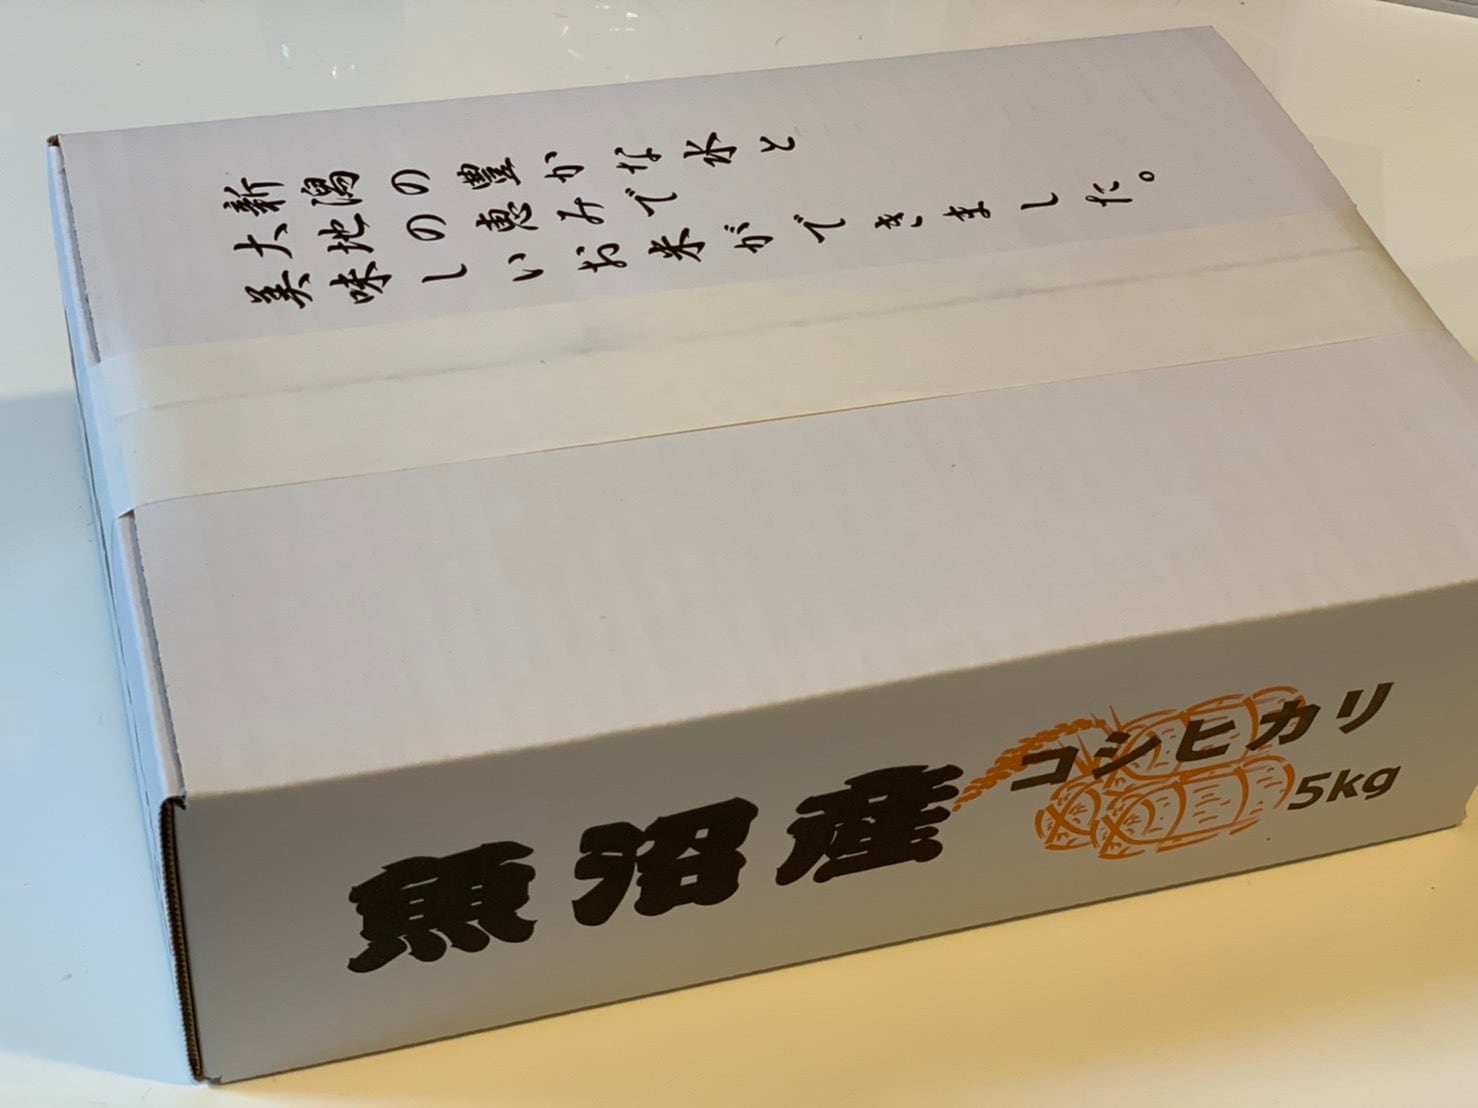 新潟の豊かな水と
大地の恵みで
美味しいお米ができました。
魚沼産
コシヒカリ
5kg